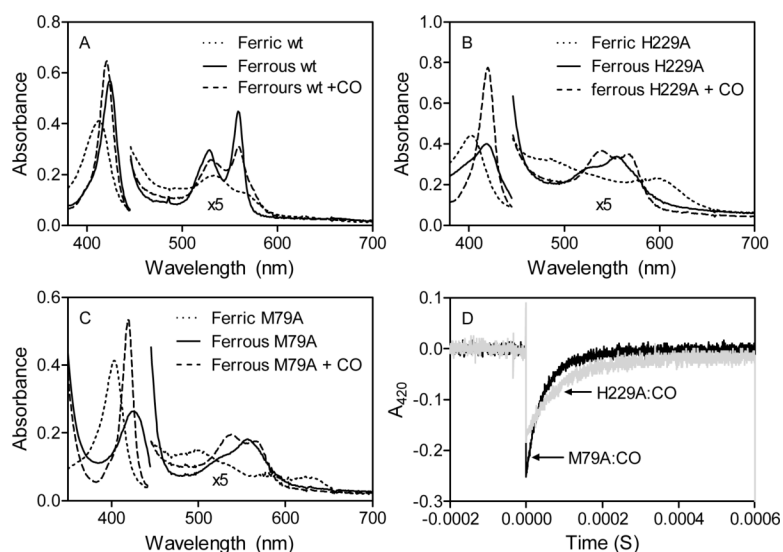 A
Ferric wt
Ferrous wt
Ferrours wt +CO
x5
Absorbance
0.8
0.6
0.4
0.2
0.0
400 500 600 700
Wavelength (nm)
B
Ferric H229A
Ferrous H229A
ferrous H229A + CO
x5
Absorbance
1.0
0.8
0.6
0.4
0.2
0.0
400 500 600 700
Wavelength (nm)
C
Ferric M79A
Ferrous M79A
Ferrous M79A + CO
x5
Absorbance
0.6
0.4
0.2
0.0
400 500 600 700
Wavelength (nm)
D
H229A:CO
M79A:CO
A420
0.1
0.0
-0.1
-0.2
-0.3
-0.0002 0.0000 0.0002 0.0004 0.0006
Time (S)